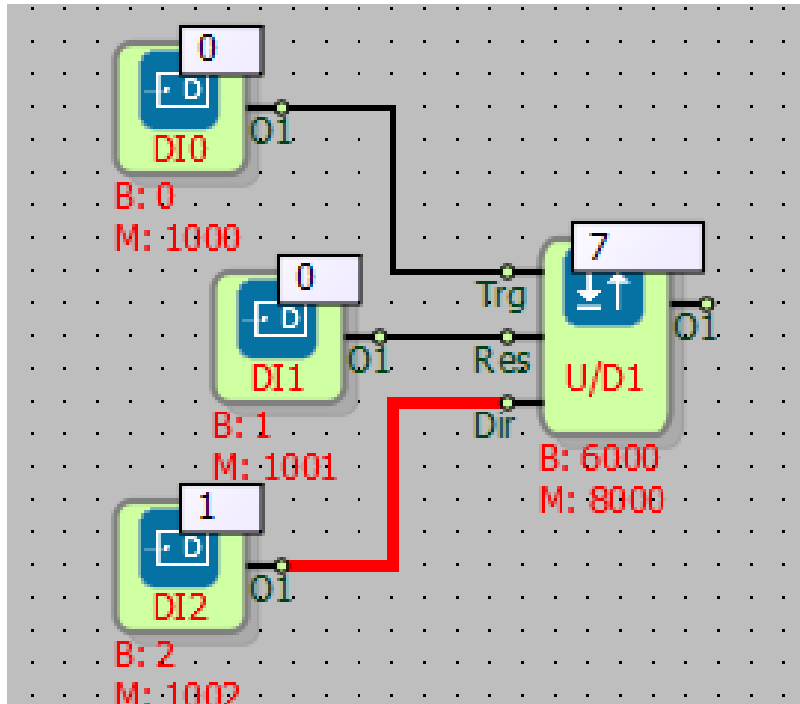 0
D
O1
DI0
B: 0
M: 1000
0
D
O1
DI1
B: 1
M: 1001
1
D
O1
DI2
B: 2
M: 1002
7
Trg
Res
Dir
O1
U/D1
B: 6000
M: 8000